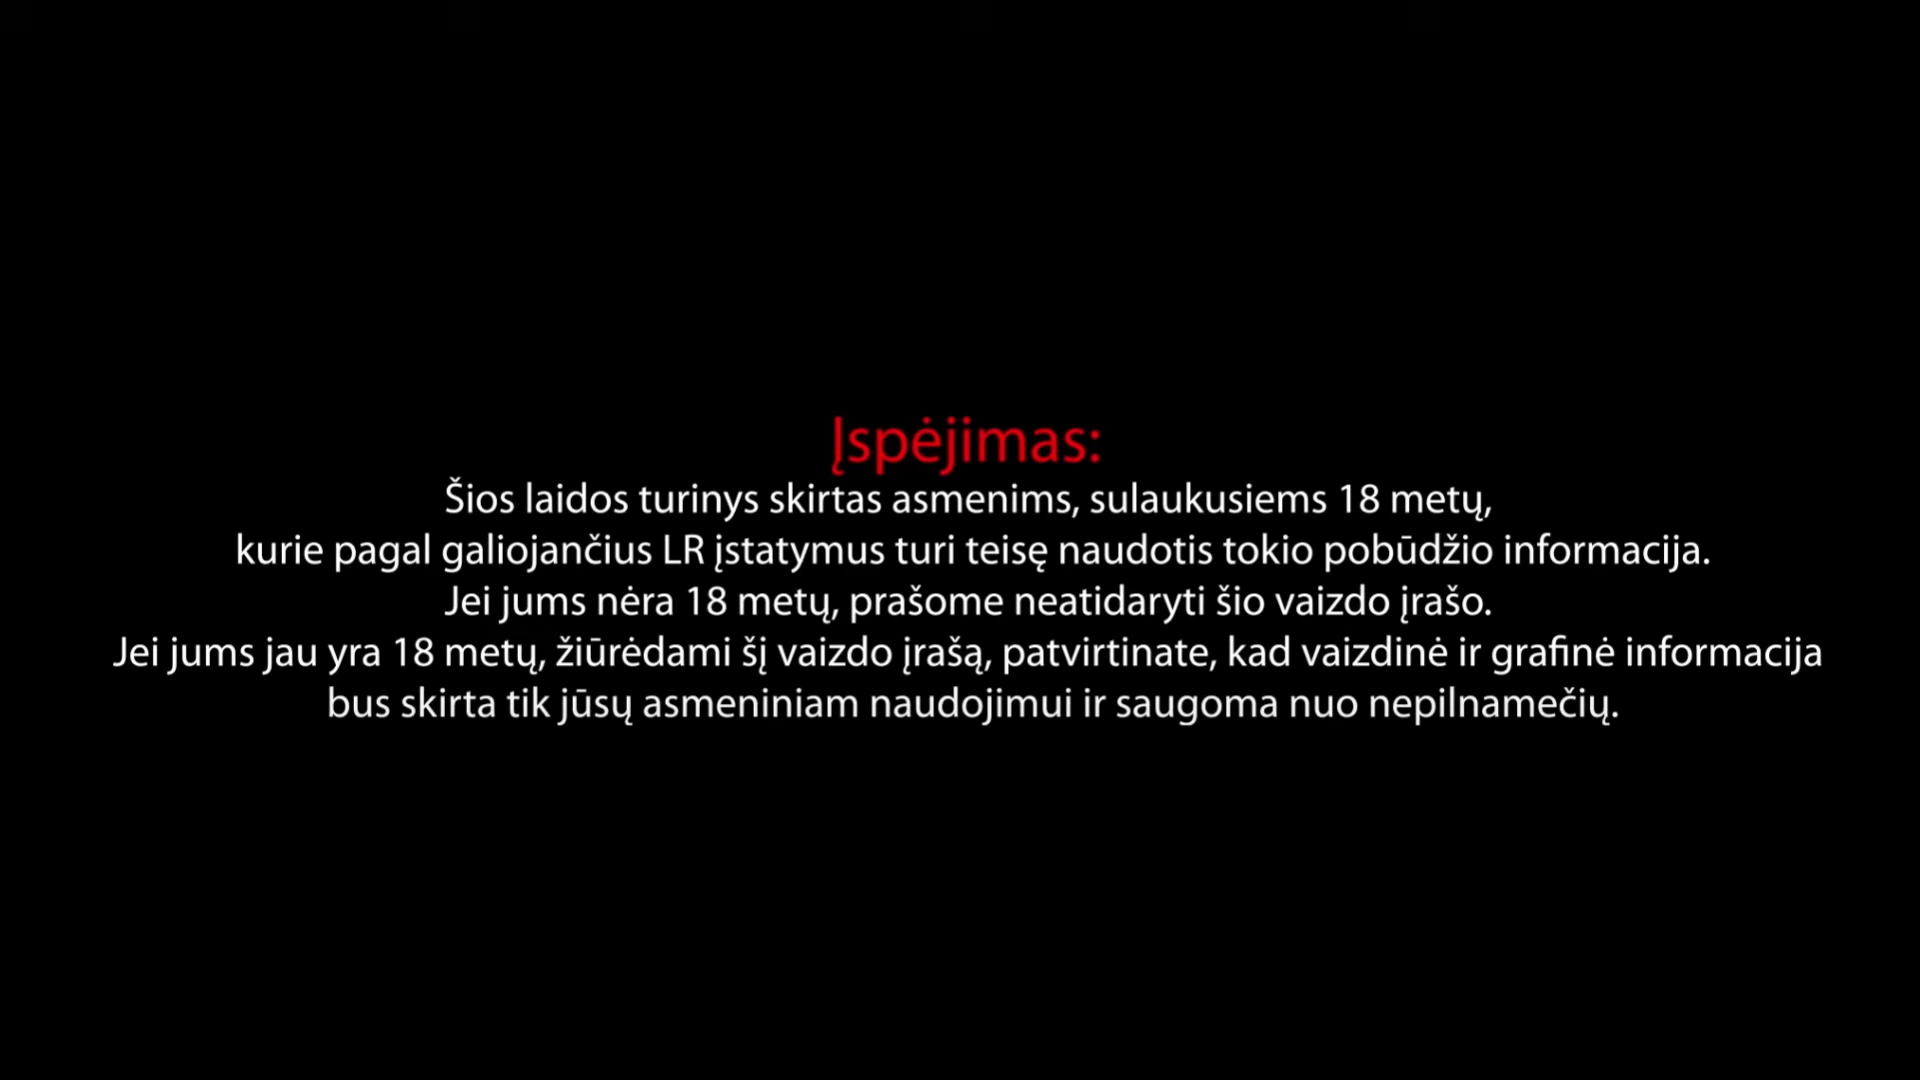 Įspėjimas:
Šios laidos turinys skirtas asmenims, sulaukusiems 18 metų,
kurie pagal galiojančius LR įstatymus turi teisę naudotis tokio pobūdžio informacija.
Jei jums nėra 18 metų, prašome neatidaryti šio vaizdo įrašo.
Jei jums jau yra 18 metų, žiūrėdami šį vaizdo įrašą, patvirtinate, kad vaizdinė ir grafinė informacija
bus skirta tik jūsų asmeniniam naudojimui ir saugoma nuo nepilnamečių.